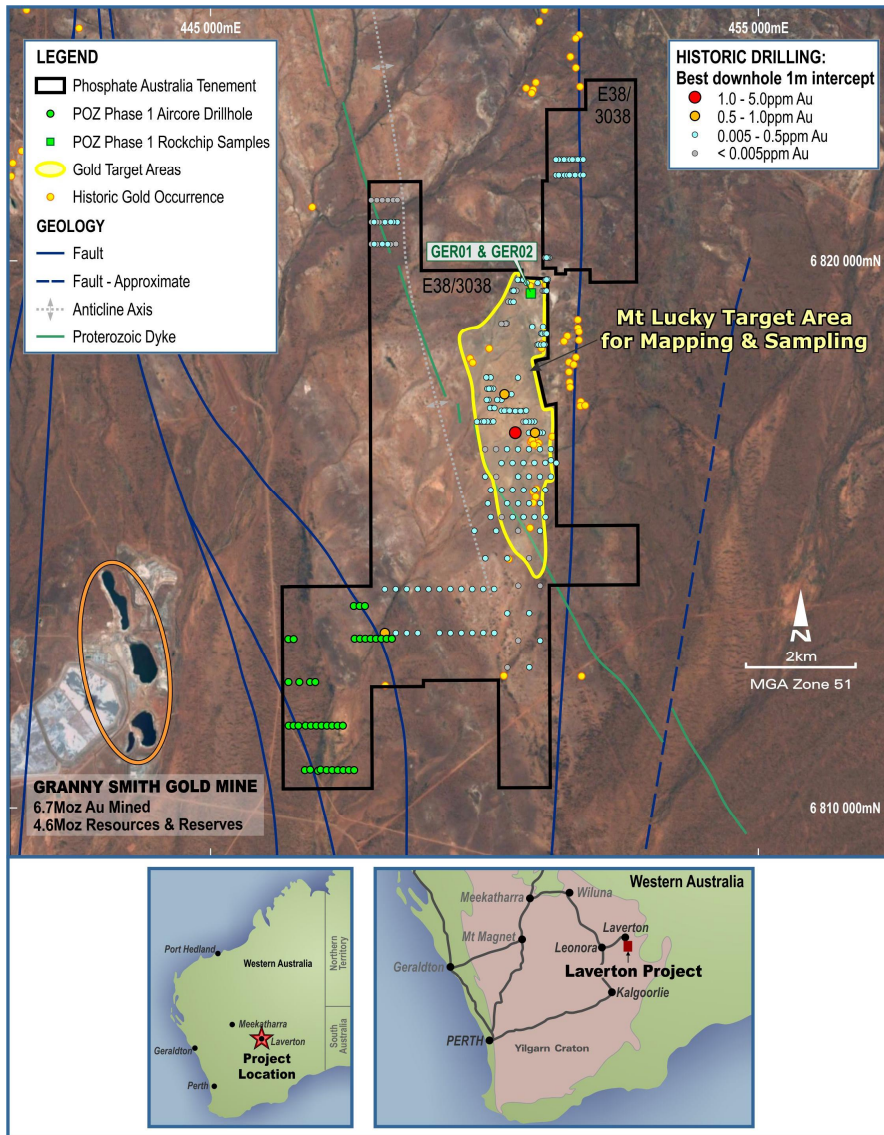 445 000mE
455 000mE
LEGEND
Phosphate Australia Tenement
POZ Phase 1 Aircore Drillhole
POZ Phase 1 Rockchip Samples
Gold Target Areas
Historic Gold Occurrence
GEOLOGY
Fault
Fault - Approximate
Anticline Axis
Proterozoic Dyke
HISTORIC DRILLING:
Best downhole 1m intercept
1.0 - 5.0ppm Au
0.5 - 1.0ppm Au
0.005 - 0.5ppm Au
< 0.005ppm Au
E38/
3038
GER01 & GER02
6 820 000mN
E38/3038
Mt Lucky Target Area
for Mapping & Sampling
N
2km
MGA Zone 51
GRANNY SMITH GOLD MINE
6.7Moz Au Mined
4.6Moz Resources & Reserves
6 810 000mN
Port Hedland
Western Australia
Northern
Territory
South
Australia
Meekatharra
Laverton
Geraldton
Project
Location
Perth
Western Australia
Meekatharra
Wiluna
Mt Magnet
Laverton
Leonora
Geraldton
Laverton Project
Kalgoorlie
PERTH
Yilgarn Craton